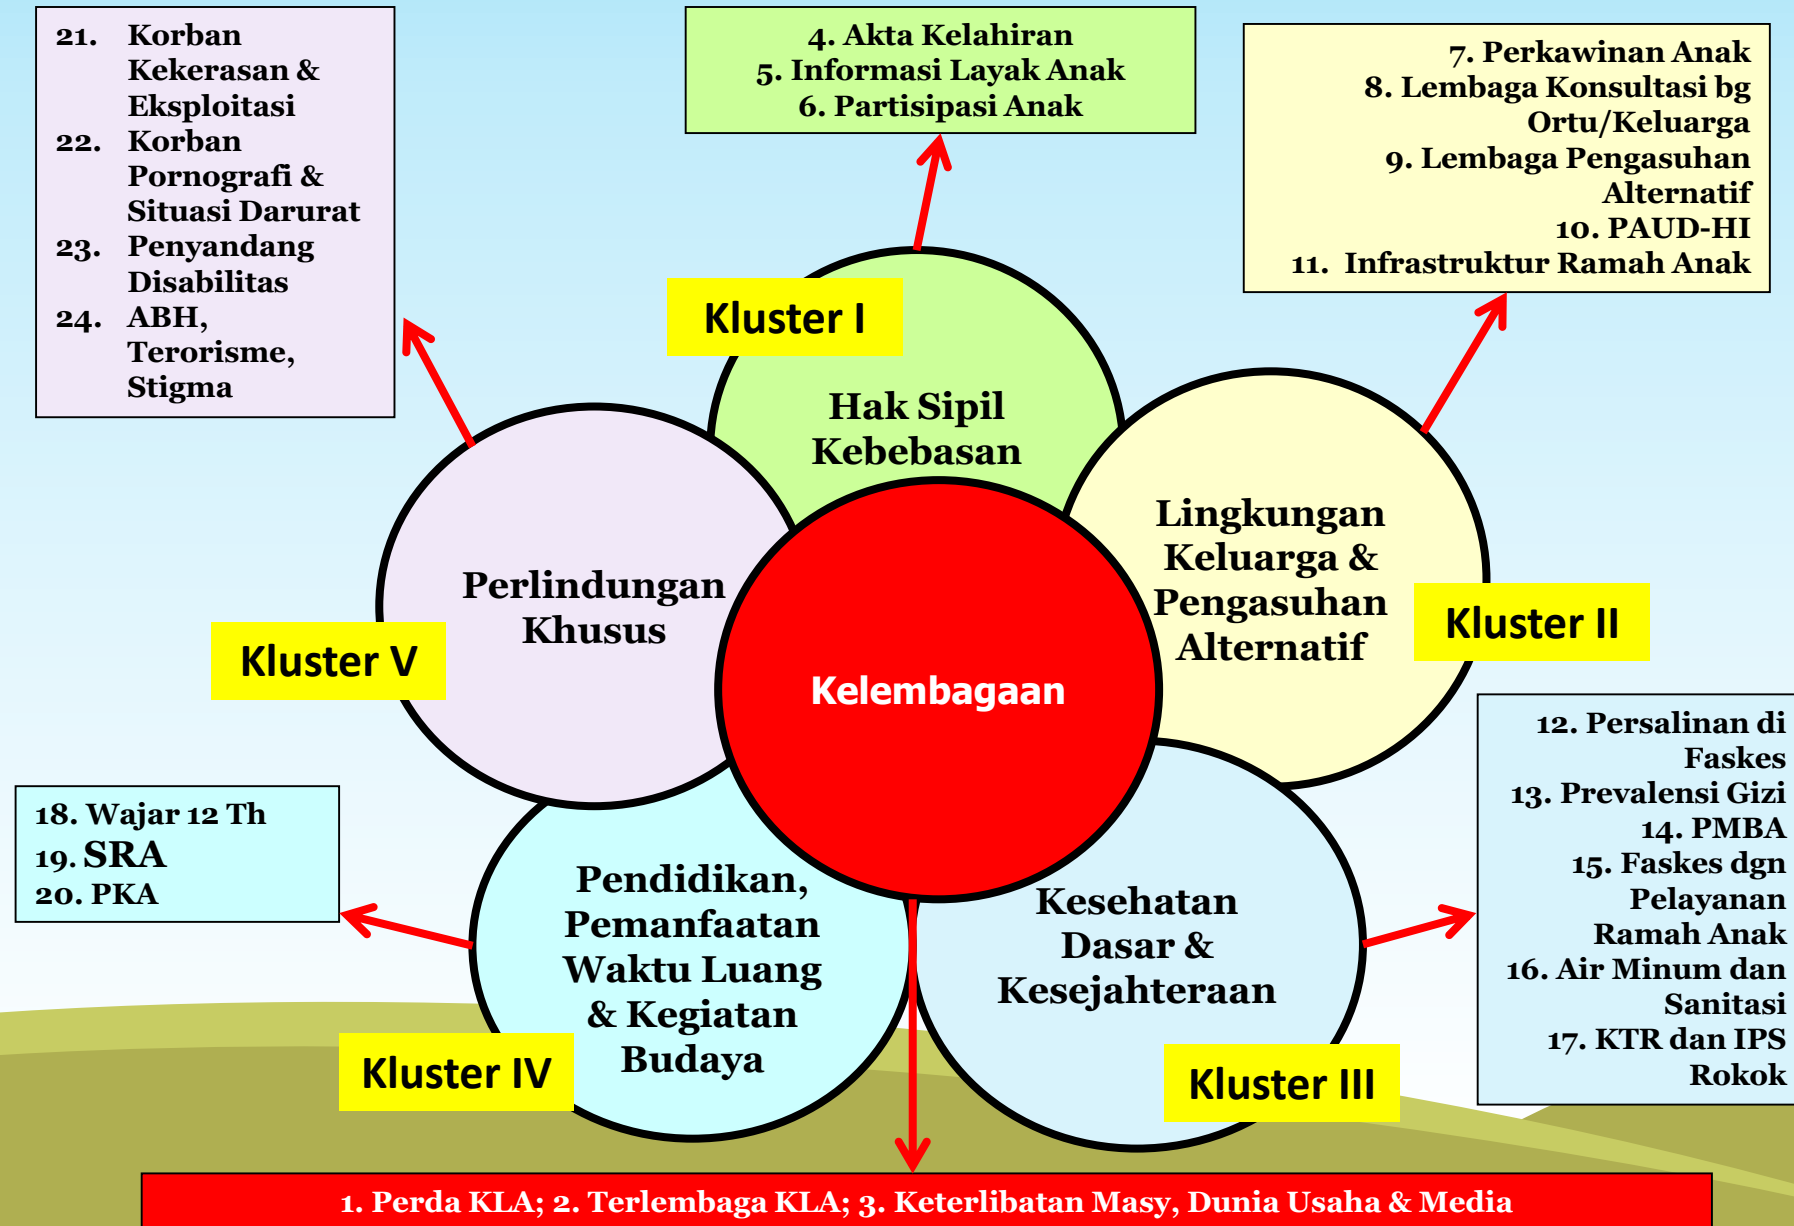 21. Korban
Kekerasan &
Eksploitasi
22. Korban
Pornografi &
Situasi Darurat
23. Penyandang
Disabilitas
24. ABH,
Terorisme,
Stigma
4. Akta Kelahiran
5. Informasi Layak Anak
6. Partisipasi Anak
7. Perkawinan Anak
8. Lembaga Konsultasi bg
Ortu/Keluarga
9. Lembaga Pengasuhan
Alternatif
10. PAUD-HI
11. Infrastruktur Ramah Anak
Kluster I
Hak Sipil
Kebebasan
Lingkungan
Keluarga &
Pengasuhan
Alternatif
Kluster II
Perlindungan
Khusus
Kluster V
Kelembagaan
12. Persalinan di
Faskes
13. Prevalensi Gizi
14. PMBA
15. Faskes dgn
Pelayanan
Ramah Anak
16. Air Minum dan
Sanitasi
17. KTR dan IPS
Rokok
18. Wajar 12 Th
19. SRA
20. PKA
Pendidikan,
Pemanfaatan
Waktu Luang
& Kegiatan
Budaya
Kluster IV
Kesehatan
Dasar &
Kesejahteraan
Kluster III
1. Perda KLA; 2. Terlembaga KLA; 3. Keterlibatan Masy, Dunia Usaha & Media